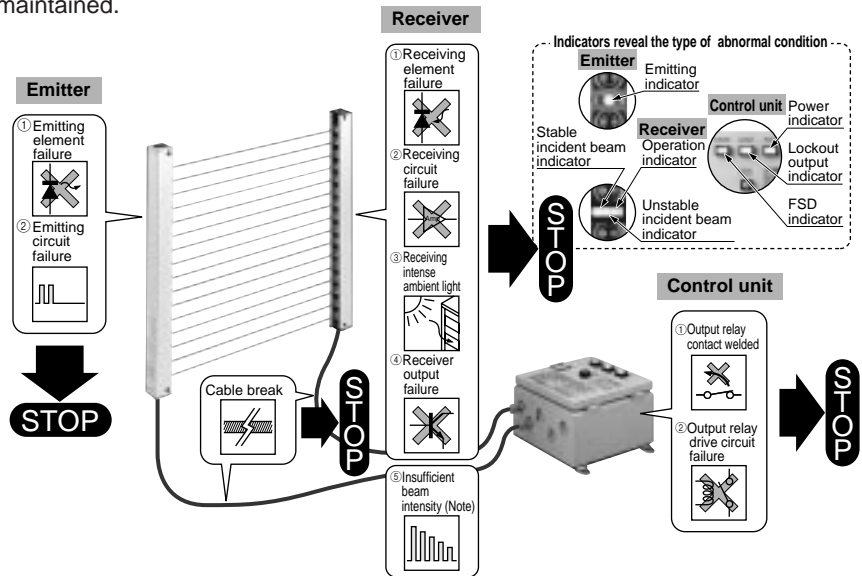 maintained.
Receiver
①Receiving
element
failure
②Receiving
circuit
failure
Amp
③Receiving
intense
ambient light
④Receiver
output
failure
⑤Insufficient
beam
intensity (Note)
Emitter
①Emitting
element
failure
②Emitting
circuit
failure
STOP
Cable break
STOP
Indicators reveal the type of abnormal condition
Emitter
Emitting
indicator
Control unit
Power
indicator
Lockout
output
indicator
FSD
indicator
Stable
incident beam
indicator
Receiver
Operation
indicator
Unstable
incident beam
indicator
STOP
Control unit
①Output relay
contact welded
②Output relay
drive circuit
failure
STOP